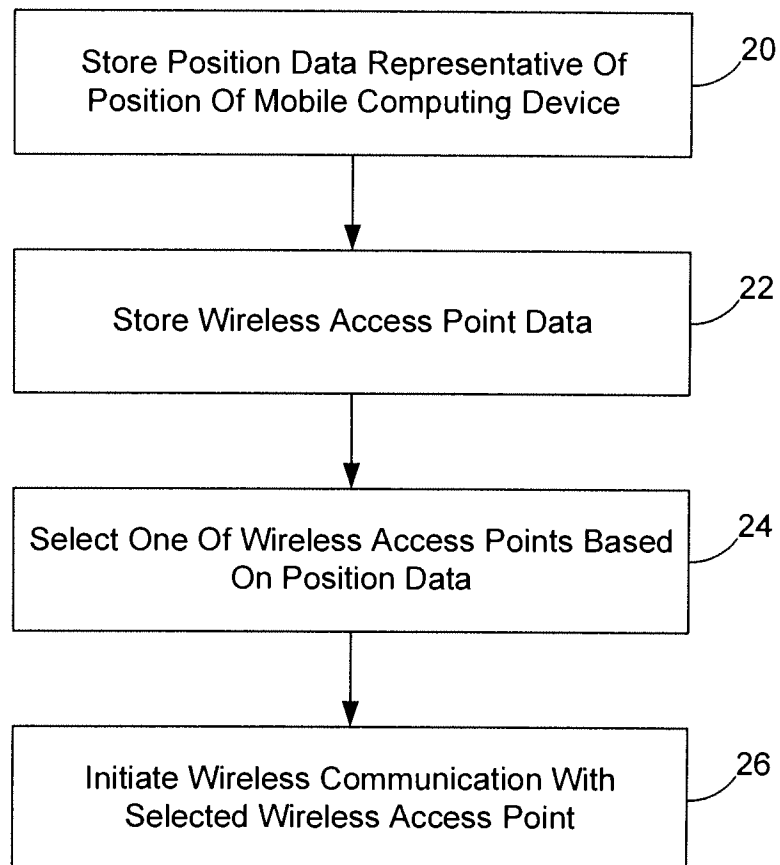 Store Position Data Representative Of
Position Of Mobile Computing Device
20
Store Wireless Access Point Data
22
Select One Of Wireless Access Points Based
On Position Data
24
Initiate Wireless Communication With
Selected Wireless Access Point
26